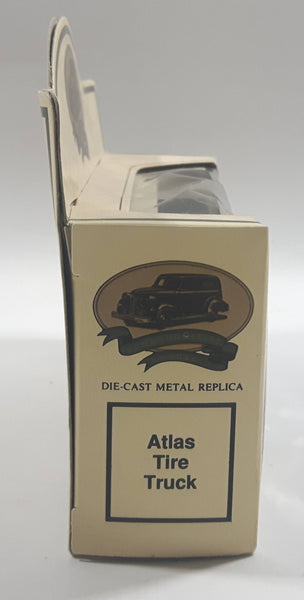 DIE-CAST METAL REPLICA
Atlas
Tire
Truck